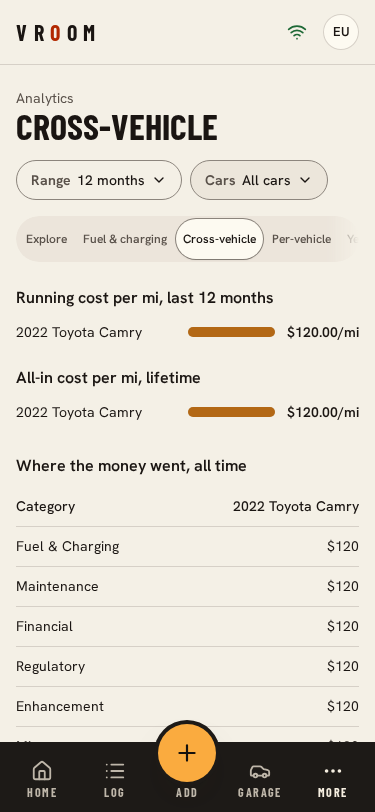 VROOM
EU
Analytics
CROSS-VEHICLE
Range 12 months
Cars All cars
Explore Fuel & charging Cross-vehicle Per-vehicle
Running cost per mi, last 12 months
2022 Toyota Camry $120.00/mi
All-in cost per mi, lifetime
2022 Toyota Camry $120.00/mi
Where the money went, all time
Category 2022 Toyota Camry
Fuel & Charging $120
Maintenance $120
Financial $120
Regulatory $120
Enhancement $120
HOME LOG ADD GARAGE MORE